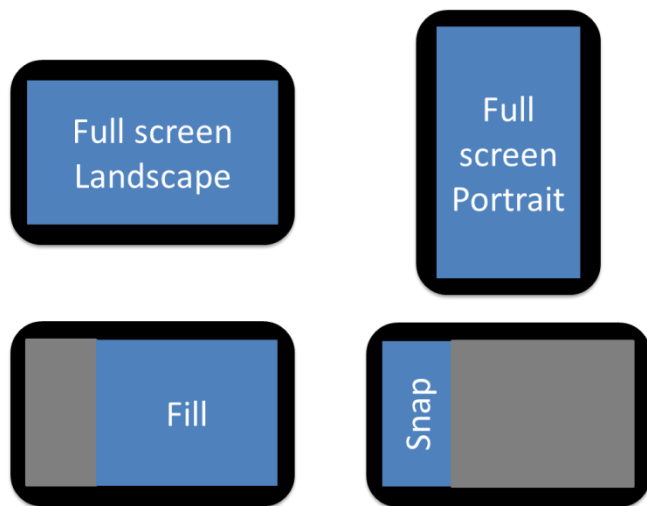 Full screen
Landscape
Full
screen
Portrait
Fill
Snap